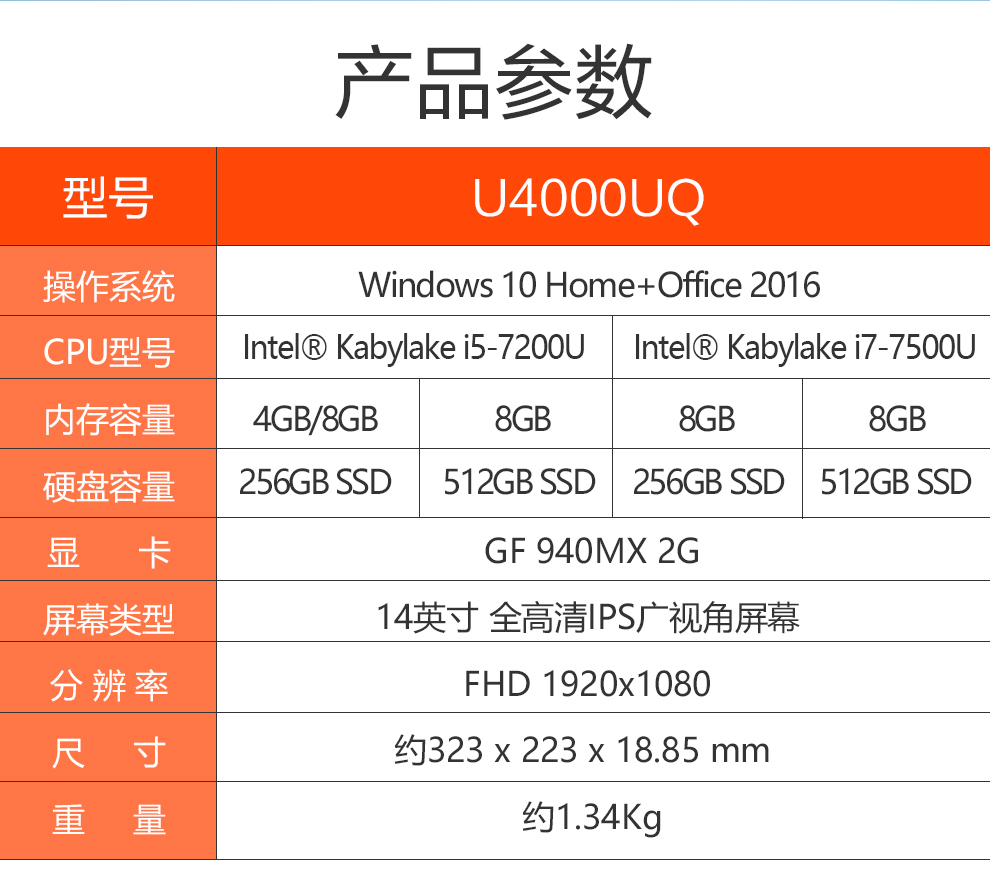 产品参数
型号 U4000UQ
操作系统 Windows 10 Home+Office 2016
CPU型号 Intel® Kabylake i5-7200U Intel® Kabylake i7-7500U
内存容量 4GB/8GB 8GB 8GB 8GB
硬盘容量 256GB SSD 512GB SSD 256GB SSD 512GB SSD
显 卡 GF 940MX 2G
屏幕类型 14英寸 全高清IPS广视角屏幕
分辨率 FHD 1920x1080
尺 寸 约323 x 223 x 18.85 mm
重 量 约1.34Kg